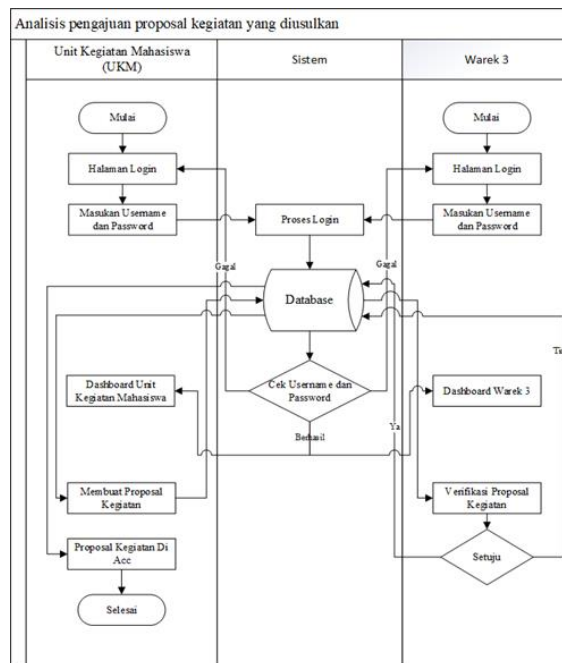 Analisis pengajuan proposal kegiatan yang diusulkan
Unit Kegiatan Mahasiswa
(UKM)
Sistem
Warek 3
Mulai
Mulai
Halaman Login
Halaman Login
Masukan Username
dan Password
Proses Login
Masukan Username
dan Password
Gagal
Gagal
Database
Dashboard Unit
Kegiatan Mahasiswa
Cek Username dan
Password
Dashboard Warek 3
Ya
Berhasil
Membuat Proposal
Kegiatan
Verifikasi Proposal
Kegiatan
Proposal Kegiatan Di
Acc
Setuju
Selesai